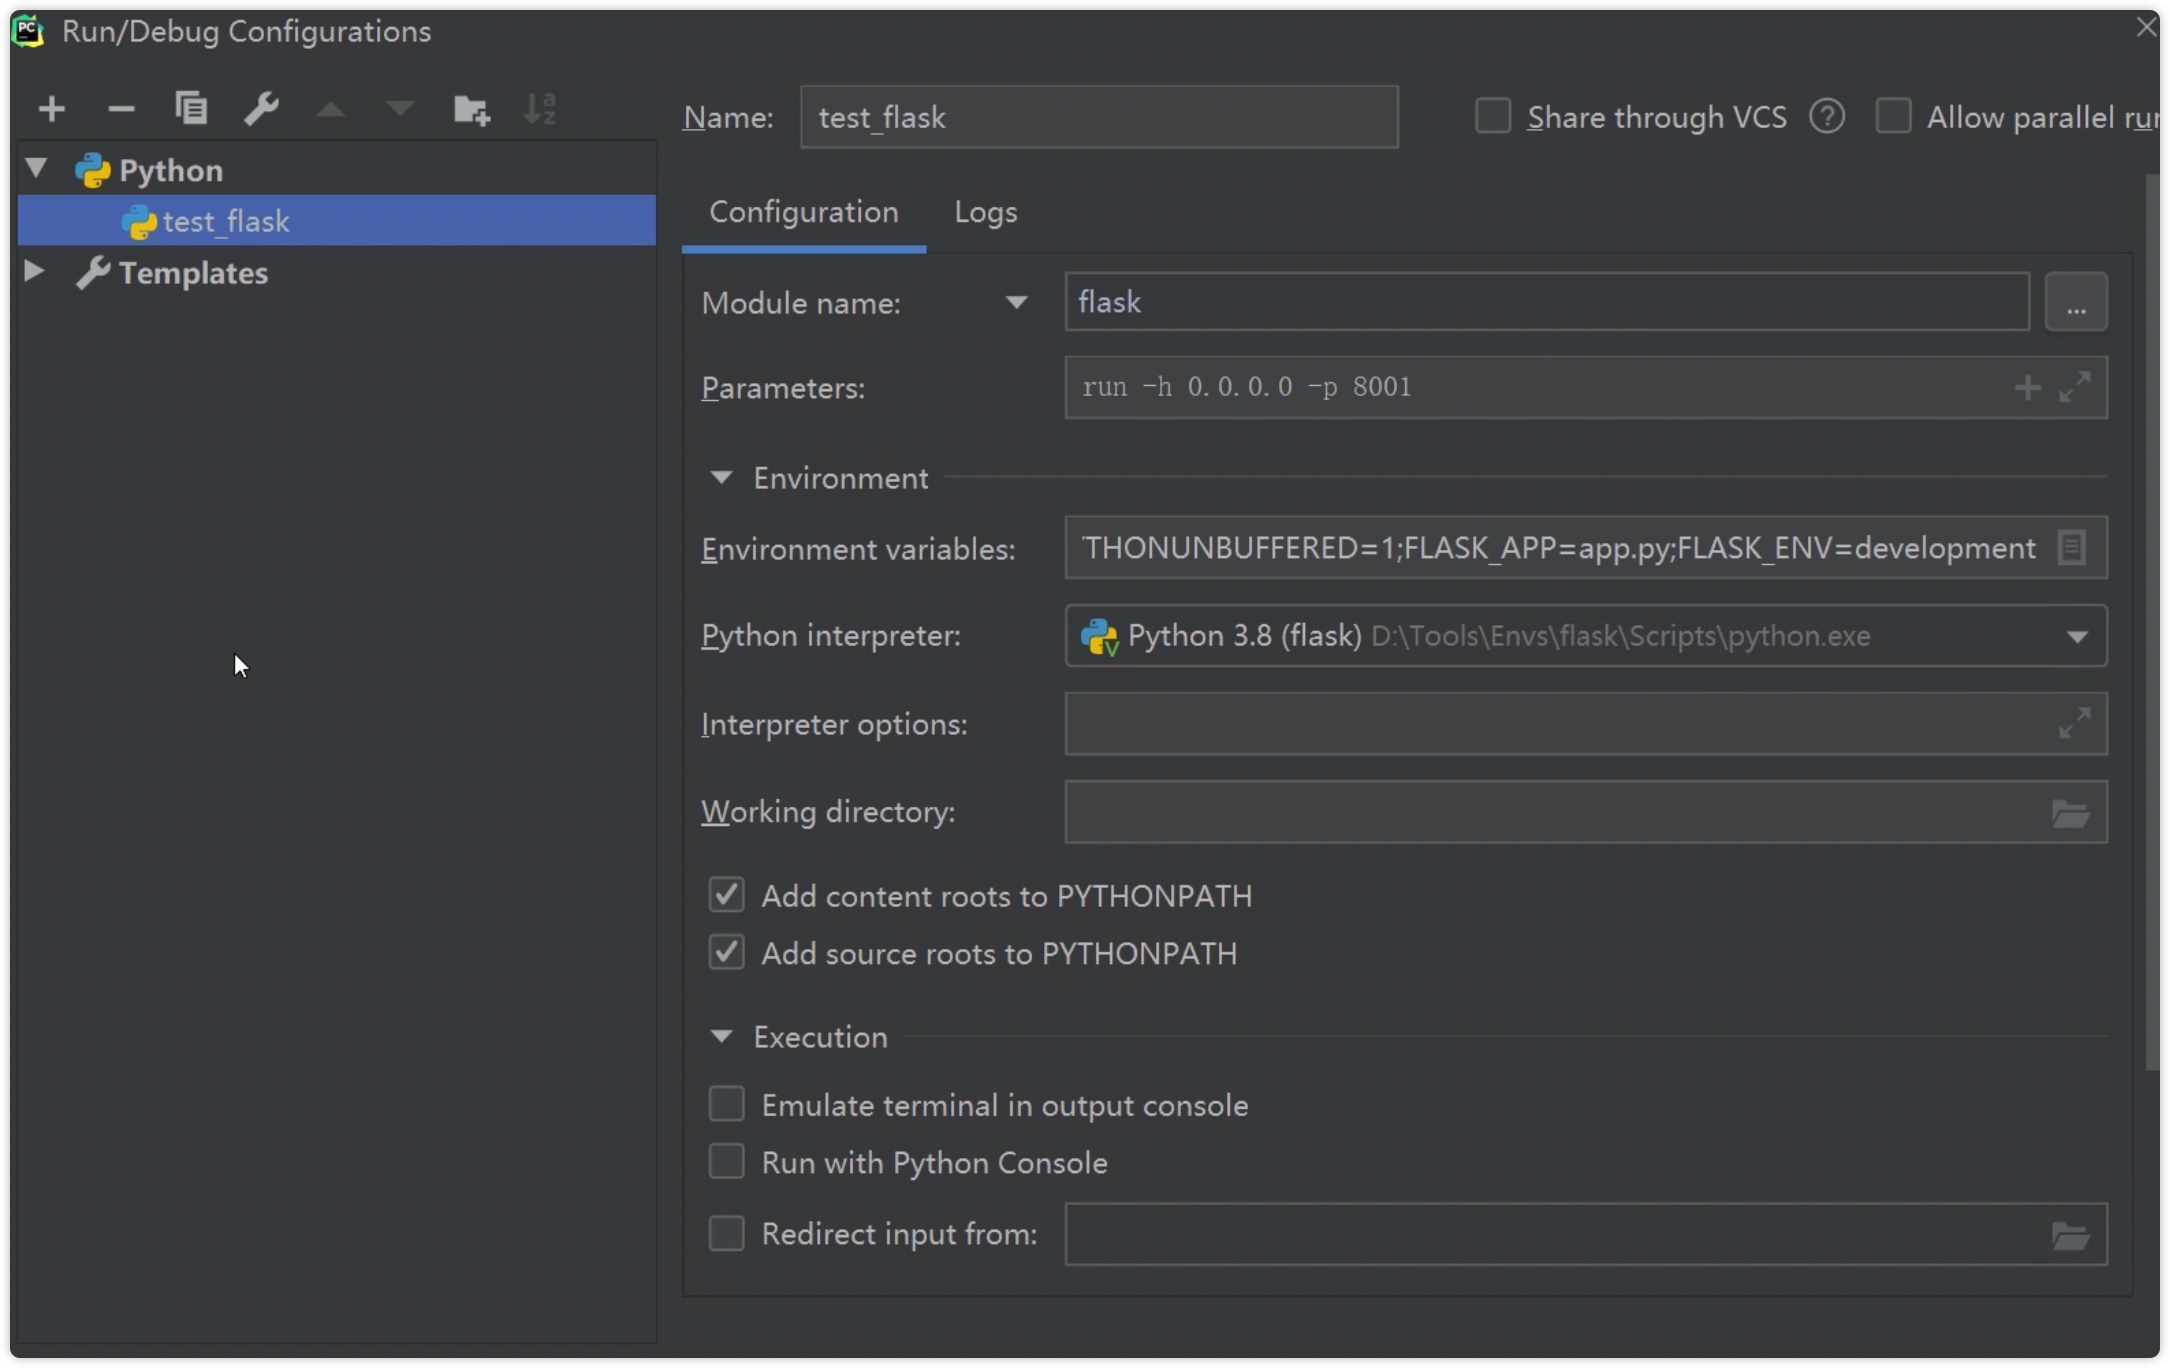 PC Run/Debug Configurations
Name: test_flask Share through VCS ? Allow parallel
Python
test_flask
Templates
Configuration Logs
Module name: flask ...
Parameters: run -h 0.0.0.0 -p 8001
Environment
Environment variables: THONUNBUFFERED=1;FLASK_APP=app.py;FLASK_ENV=development
Python interpreter: Python 3.8 (flask) D:\Tools\Envs\flask\Scripts\python.exe
Interpreter options:
Working directory:
Add content roots to PYTHONPATH
Add source roots to PYTHONPATH
Execution
Emulate terminal in output console
Run with Python Console
Redirect input from: